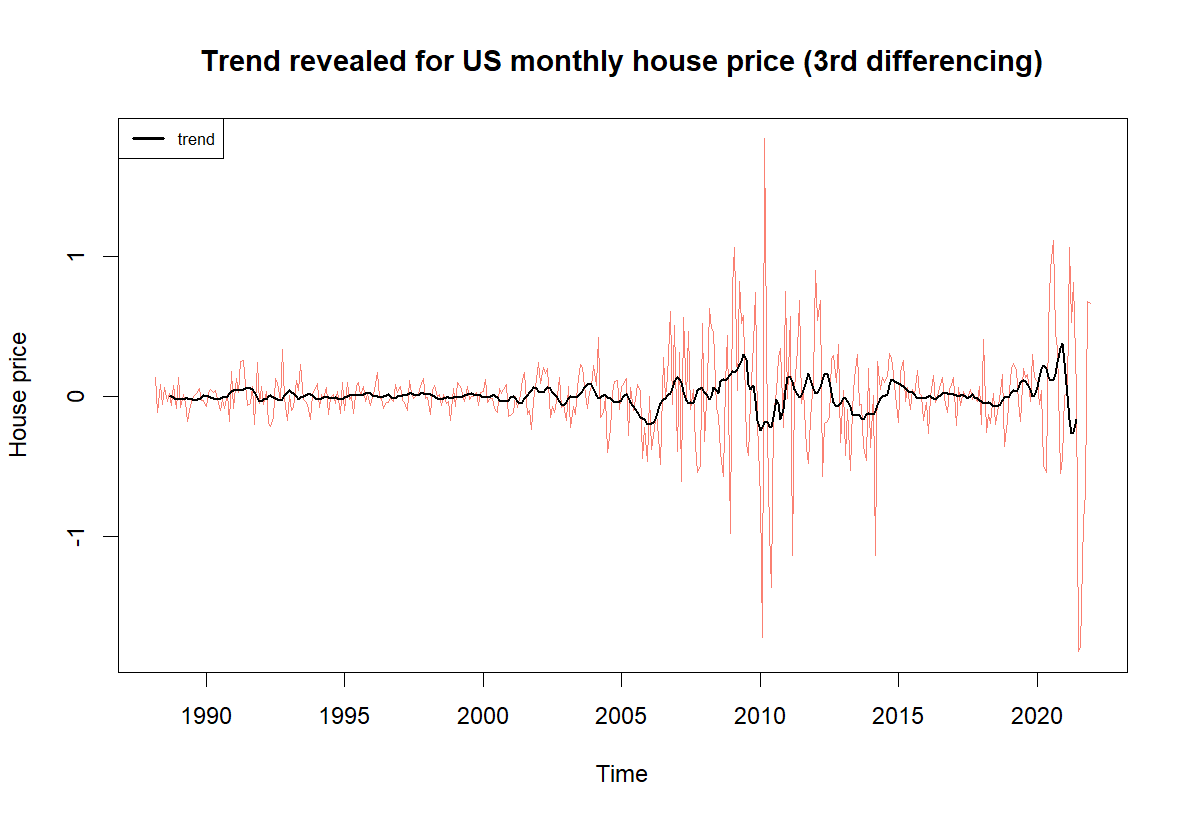 Trend revealed for US monthly house price (3rd differencing)
trend
House price
1
0
-1
1990 1995 2000 2005 2010 2015 2020
Time